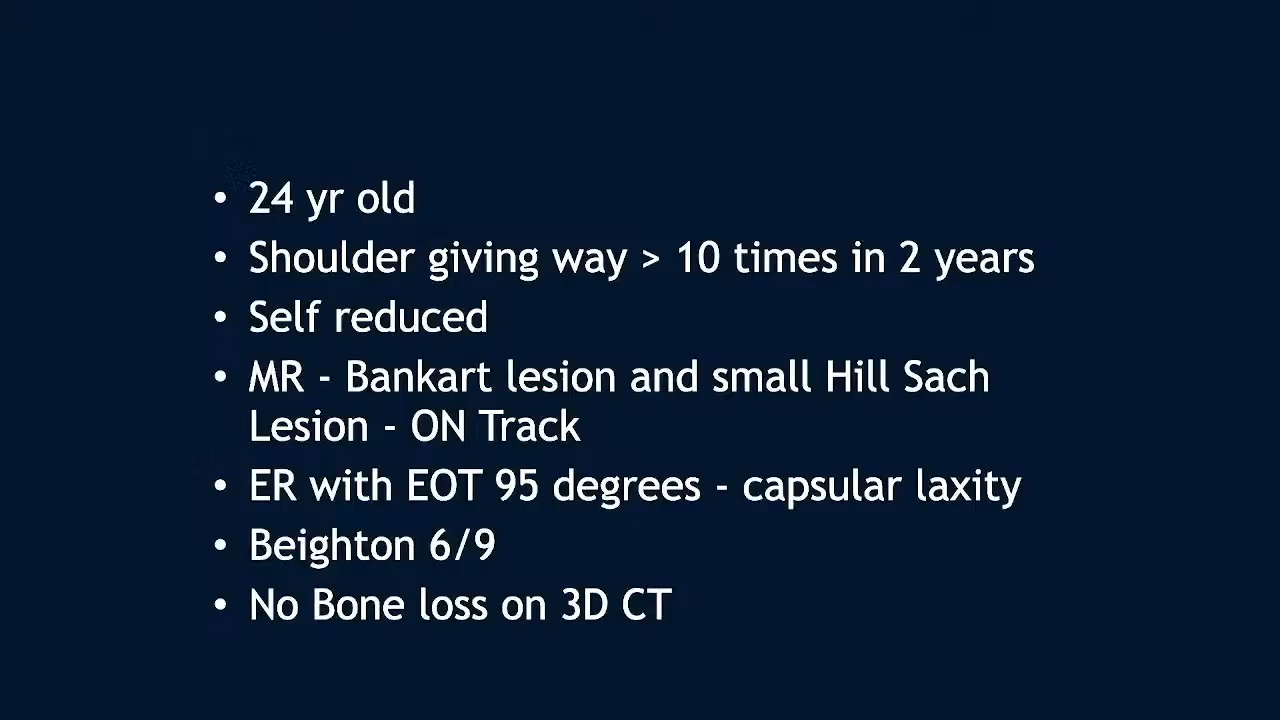 • 24 yr old
• Shoulder giving way > 10 times in 2 years
• Self reduced
• MR - Bankart lesion and small Hill Sach
Lesion - ON Track
• ER with EOT 95 degrees - capsular laxity
• Beighton 6/9
• No Bone loss on 3D CT